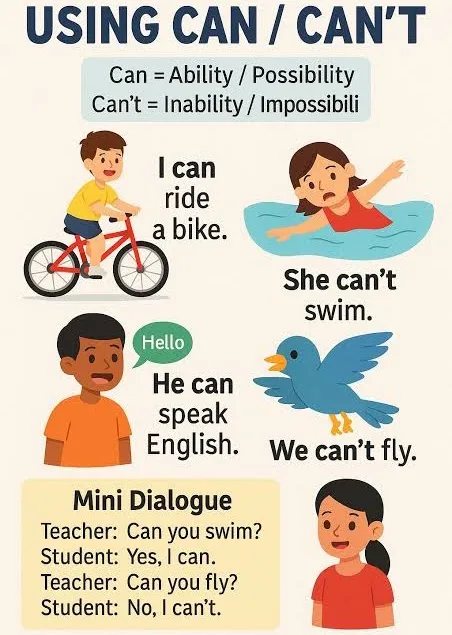 USING CAN / CAN'T
Can = Ability / Possibility
Can't = Inability / Impossibili
I can
ride
a bike.
She can't
swim.
Hello
He can
speak
English.
We can't fly.
Mini Dialogue
Teacher: Can you swim?
Student: Yes, I can.
Teacher: Can you fly?
Student: No, I can't.